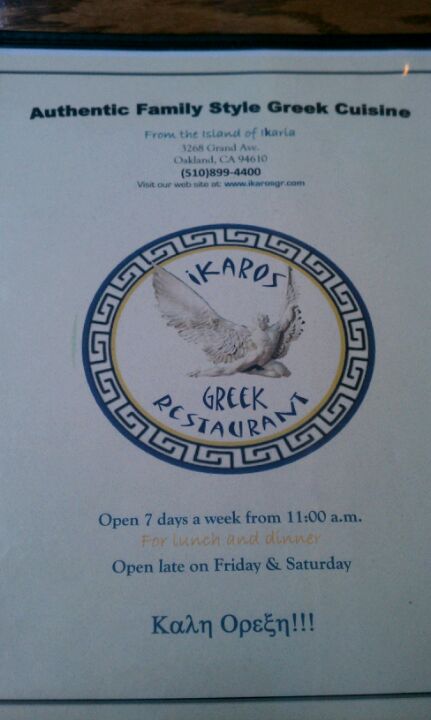 Authentic Family Style Greek Cuisine
From the Island of Ikaria
3268 Grand Ave.
Oakland, CA 94610
(510)899-4400
Visit our web site at: www.ikarosgr.com
iKAROS
GREEK
RESTAURANT
Open 7 days a week from 11:00 a.m.
For lunch and dinner
Open late on Friday & Saturday
Καλη Ορεξη!!!